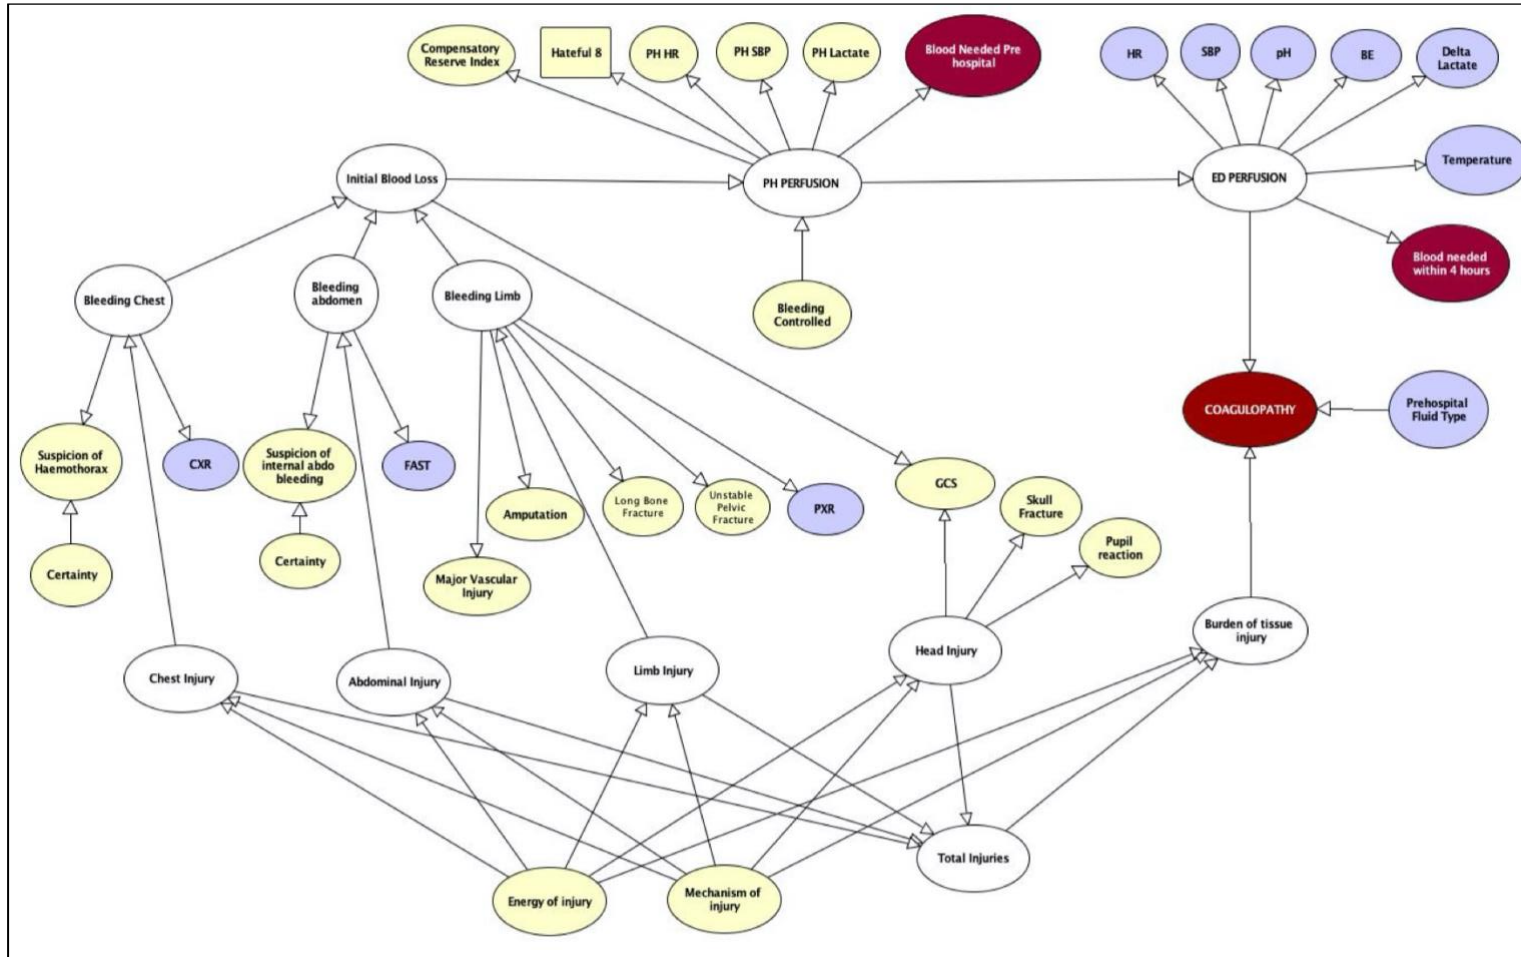 Compensatory
Reserve Index
Hateful 8
PH HR
PH SBP
PH Lactate
Blood Needed Pre
hospital
HR
SBP
pH
BE
Delta
Lactate
Initial Blood Loss
PH PERFUSION
ED PERFUSION
Temperature
Blood needed
within 4 hours
Bleeding Chest
Bleeding
abdomen
Bleeding Limb
Bleeding
Controlled
COAGULOPATHY
Prehospital
Fluid Type
Suspicion of
Haemothorax
CXR
Suspicion of
internal abdo
bleeding
FAST
Amputation
Long Bone
Fracture
Unstable
Pelvic
Fracture
PXR
GCS
Skull
Fracture
Pupil
reaction
Certainty
Certainty
Major Vascular
Injury
Chest Injury
Abdominal Injury
Limb Injury
Head Injury
Burden of tissue
injury
Total Injuries
Energy of injury
Mechanism of
injury